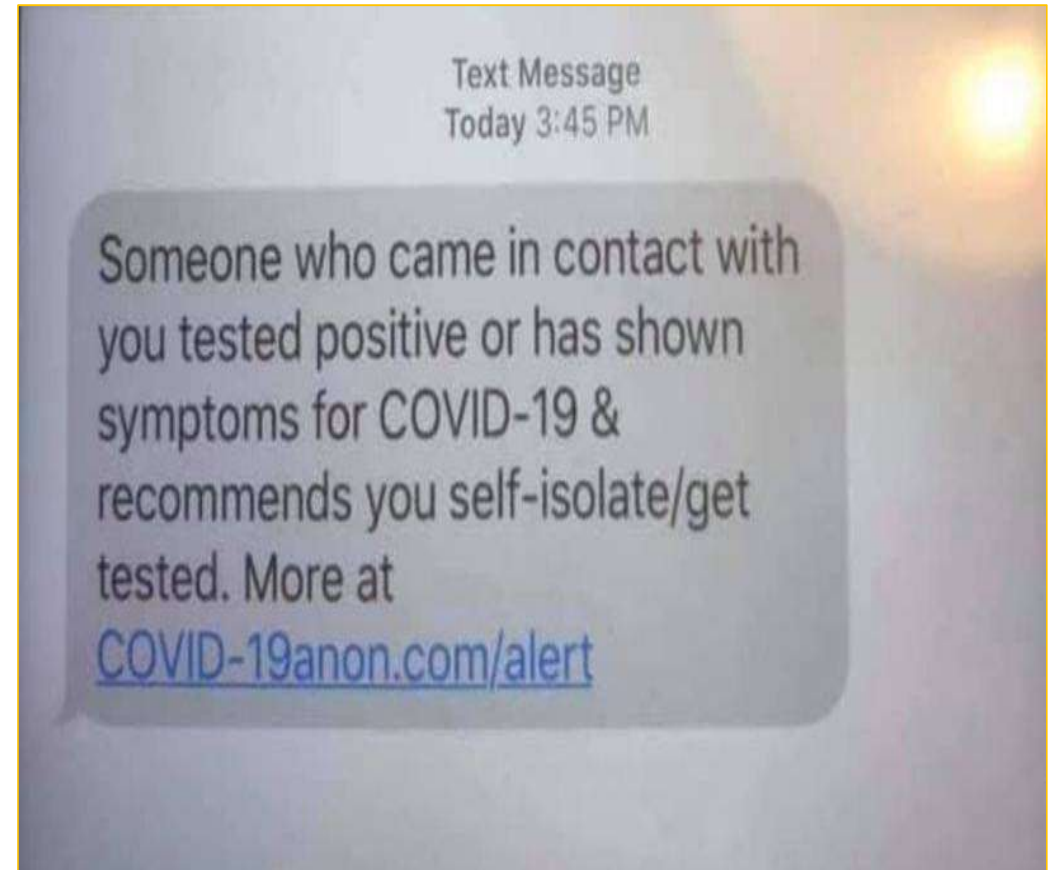 Text Message
Today 3:45 PM
Someone who came in contact with
you tested positive or has shown
symptoms for COVID-19 &
recommends you self-isolate/get
tested. More at
COVID-19anon.com/alert